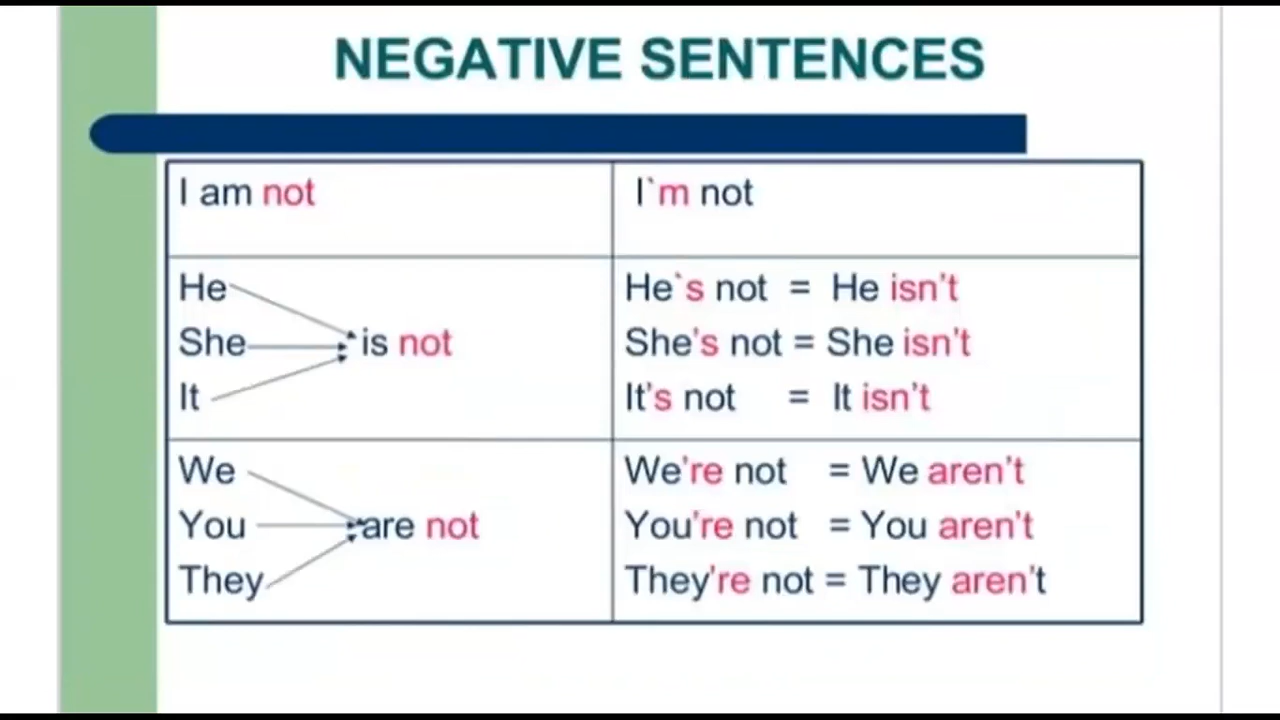 NEGATIVE SENTENCES
I am not
I`m not
He
She
It
is not
He`s not = He isn't
She's not = She isn't
It's not = It isn't
We
You
They
are not
We're not = We aren't
You're not = You aren't
They're not = They aren't